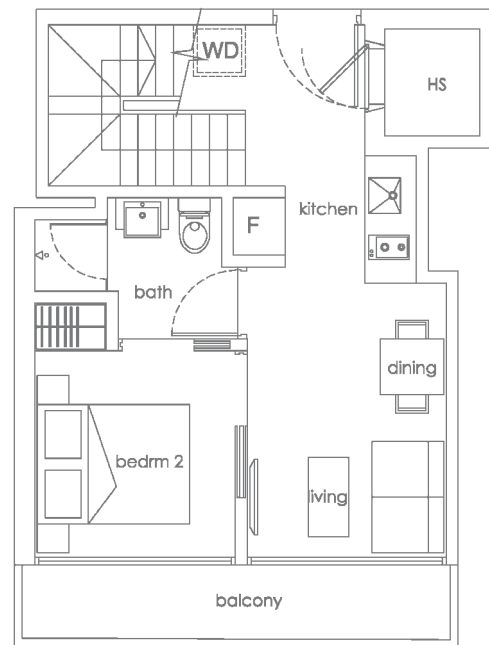 WD
HS
kitchen
F
bath
dining
bedrm 2
living
balcony